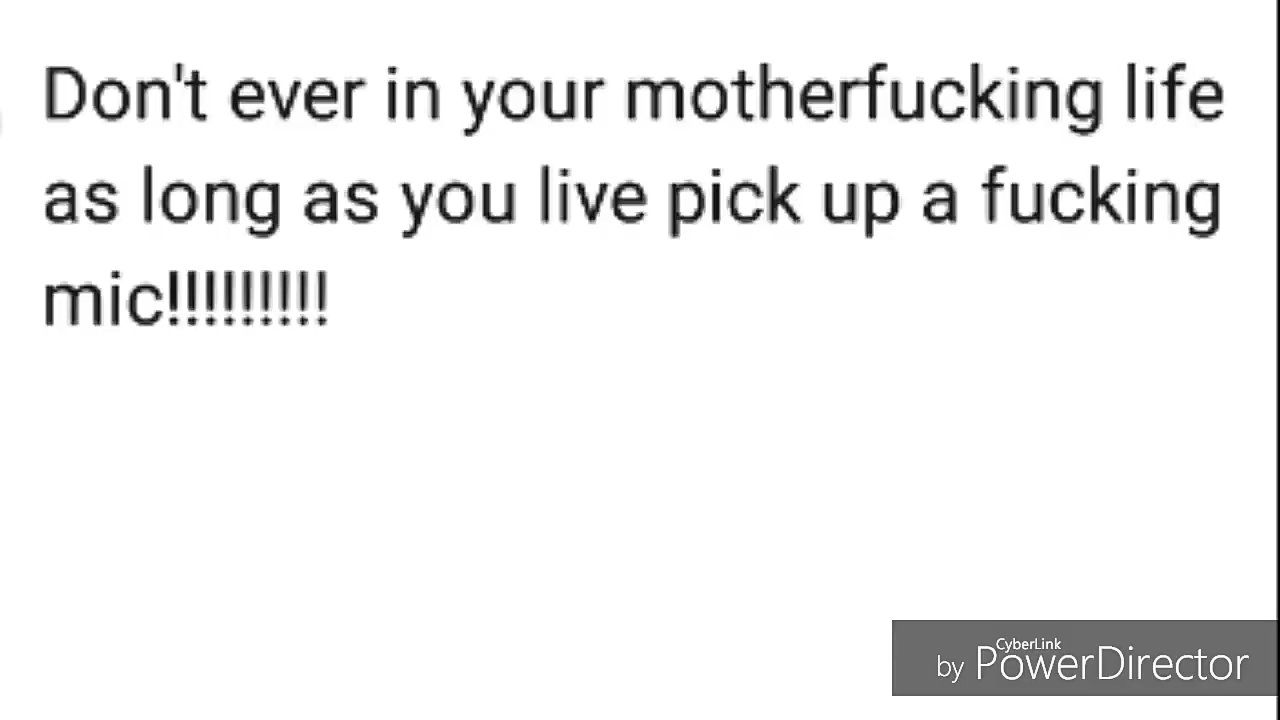 Don't ever in your motherfucking life
as long as you live pick up a fucking
mic!!!!!!!!!
CyberLink
by PowerDirector